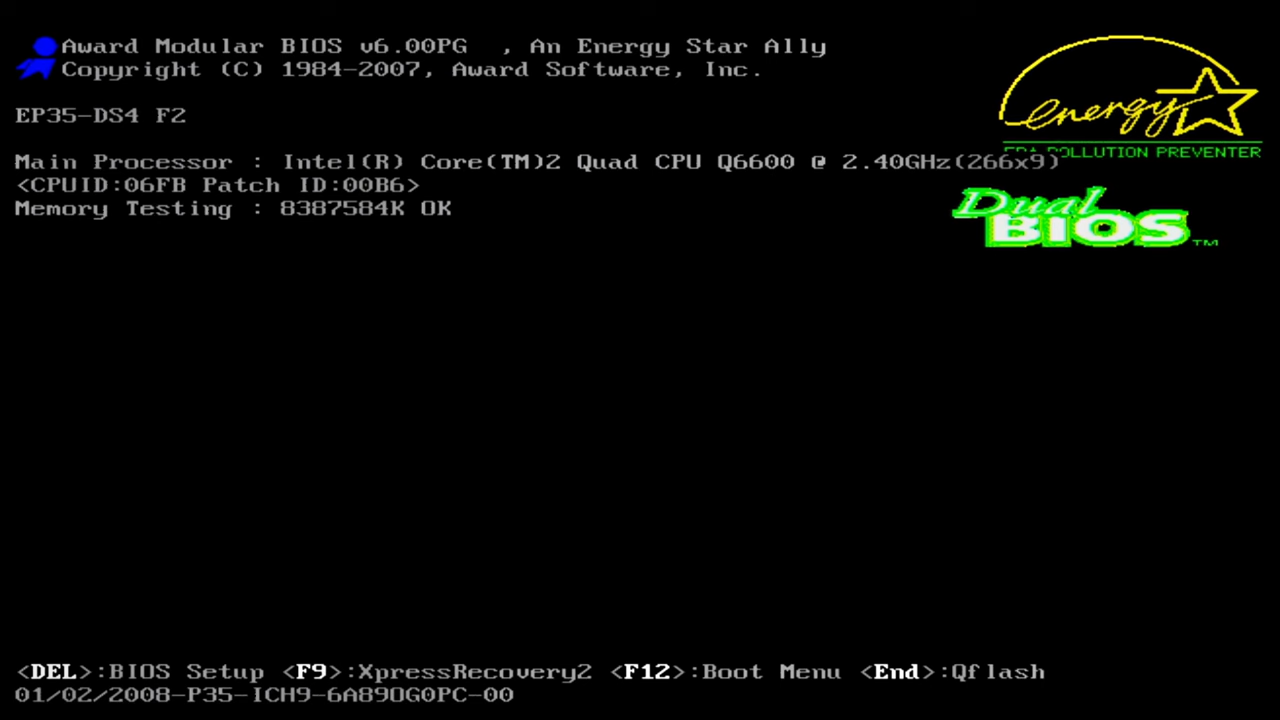 Award Modular BIOS v6.00PG  , An Energy Star Ally
Copyright (C) 1984-2007, Award Software, Inc.
energy
EP35-DS4 F2
EPA POLLUTION PREVENTER
Main Processor : Intel(R) Core(TM)2 Quad CPU Q6600 @ 2.40GHz(266x9)
<CPUID:06FB Patch ID:00B6>
Memory Testing : 8387584K OK
Dual
BIOS™
<DEL>:BIOS Setup <F9>:XpressRecovery2 <F12>:Boot Menu <End>:Qflash
01/02/2008-P35-ICH9-6A89OG0PC-00